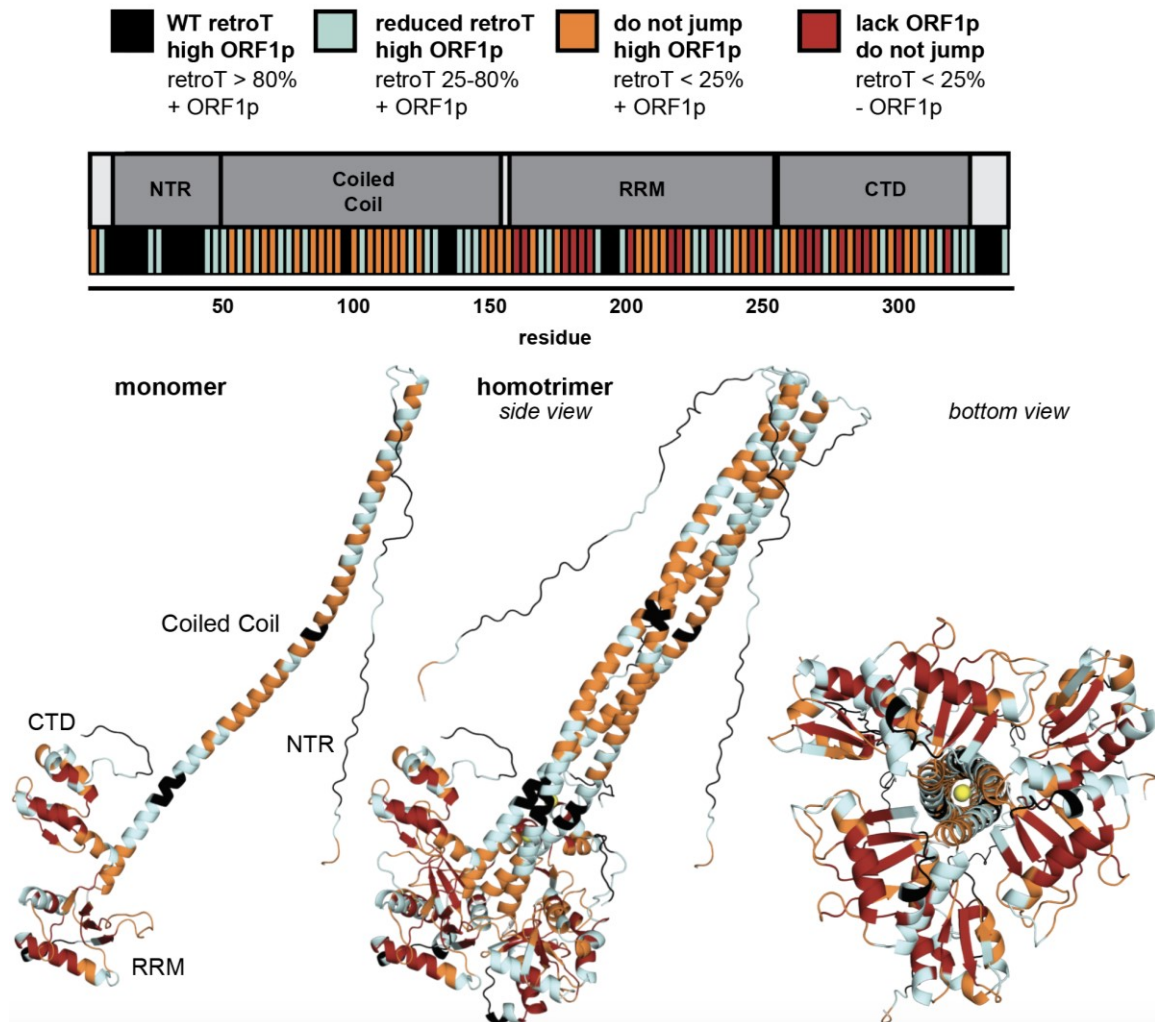 WT retroT
high ORF1p
retroT > 80%
+ ORF1p
reduced retroT
high ORF1p
retroT 25-80%
+ ORF1p
do not jump
high ORF1p
retroT < 25%
+ ORF1p
lack ORF1p
do not jump
retroT < 25%
- ORF1p
NTR
Coiled
Coil
RRM
CTD
50
100
150
200
250
300
residue
monomer
homotrimer
side view
bottom view
Coiled Coil
CTD
NTR
RRM